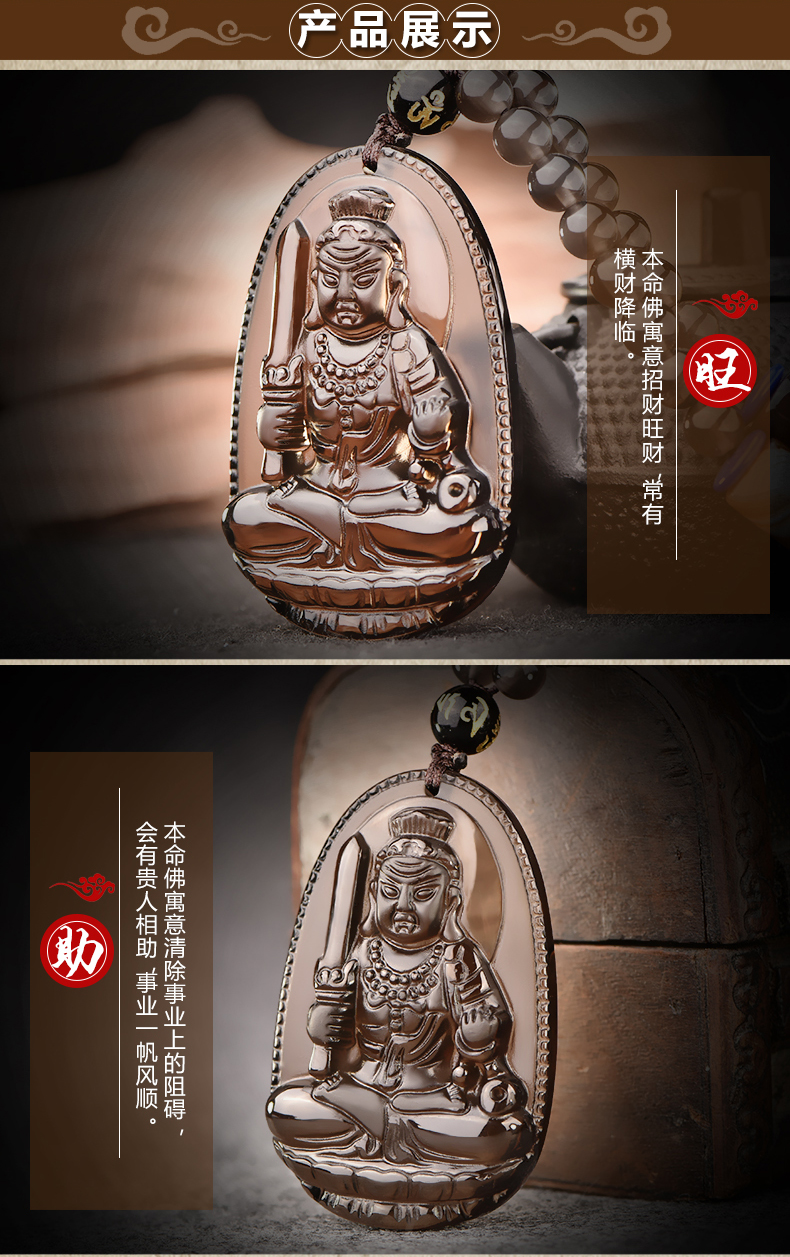 产品展示
旺
本命佛寓意招财旺财，常有
横财降临。
助
本命佛寓意清除事业上的阻碍，
会有贵人相助，事业一帆风顺。